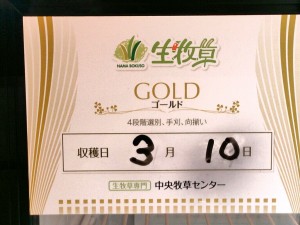 生牧草
NAMA BOKUSO
GOLD
ゴールド
4段階選別、手刈、向揃い
収穫日 3月 10日
生牧草専門 中央牧草センター